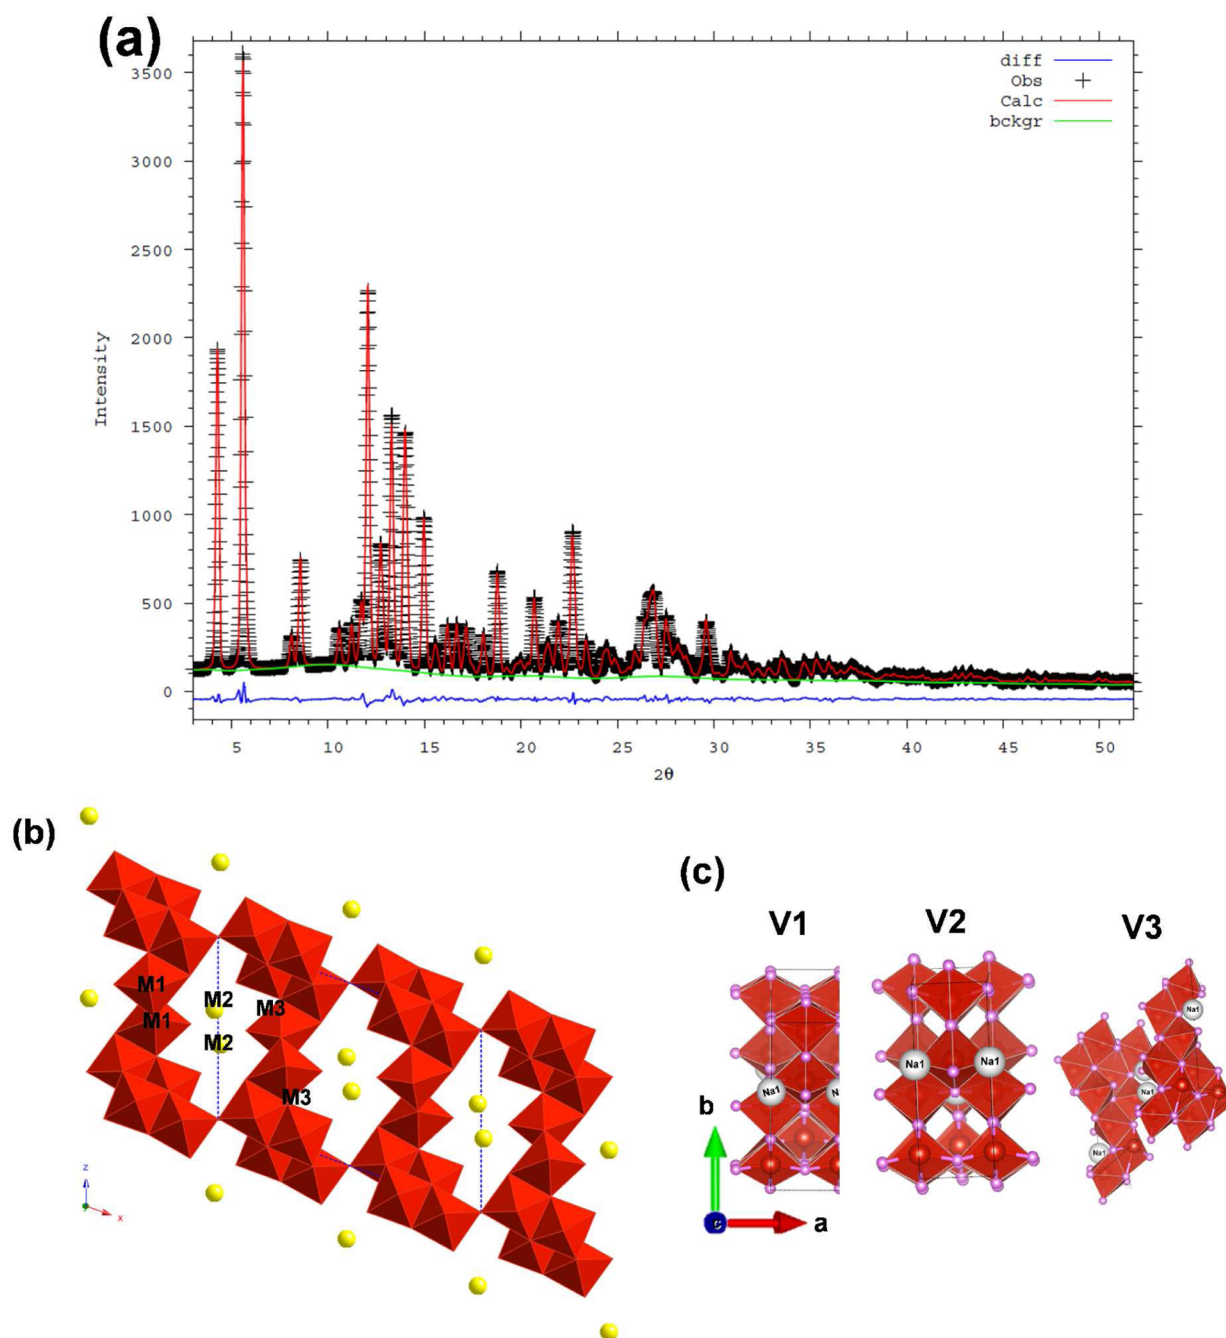 (a)
diff
Obs
Calc
bckgr
3500
3000
2500
2000
1500
1000
500
0
Intensity
5 10 15 20 25 30 35 40 45 50
2θ
(b)
M1
M2
M3
M1
M2
M3
z
x
(c)
V1 V2 V3
Na1
Na1
Na1
Na1
Na1
Na1
b
c
a